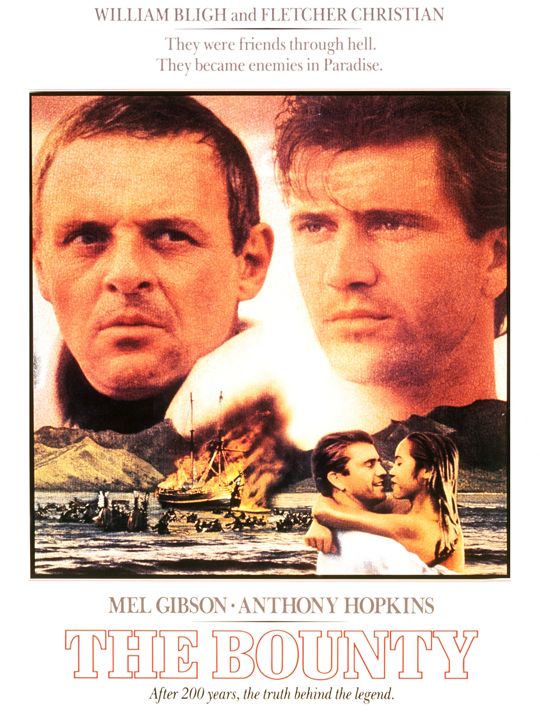 WILLIAM BLIGH and FLETCHER CHRISTIAN
They were friends through hell.
They became enemies in Paradise.
MEL GIBSON • ANTHONY HOPKINS
THE BOUNTY
After 200 years, the truth behind the legend.